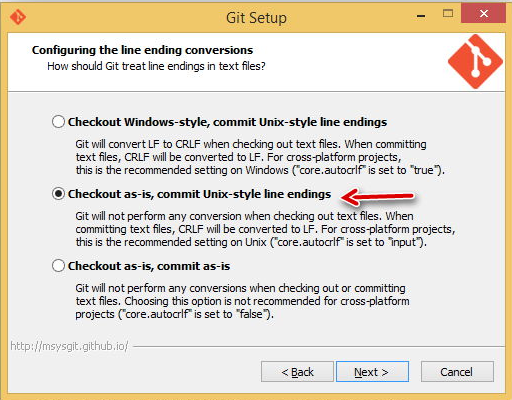 Git Setup
Configuring the line ending conversions
How should Git treat line endings in text files?
Checkout Windows-style, commit Unix-style line endings
Git will convert LF to CRLF when checking out text files. When committing
text files, CRLF will be converted to LF. For cross-platform projects,
this is the recommended setting on Windows ("core.autocrlf" is set to "true").
Checkout as-is, commit Unix-style line endings
Git will not perform any conversion when checking out text files. When
committing text files, CRLF will be converted to LF. For cross-platform projects,
this is the recommended setting on Unix ("core.autocrlf" is set to "input").
Checkout as-is, commit as-is
Git will not perform any conversions when checking out or committing
text files. Choosing this option is not recommended for cross-platform
projects ("core.autocrlf" is set to "false").
http://msysgit.github.io/
< Back
Next >
Cancel